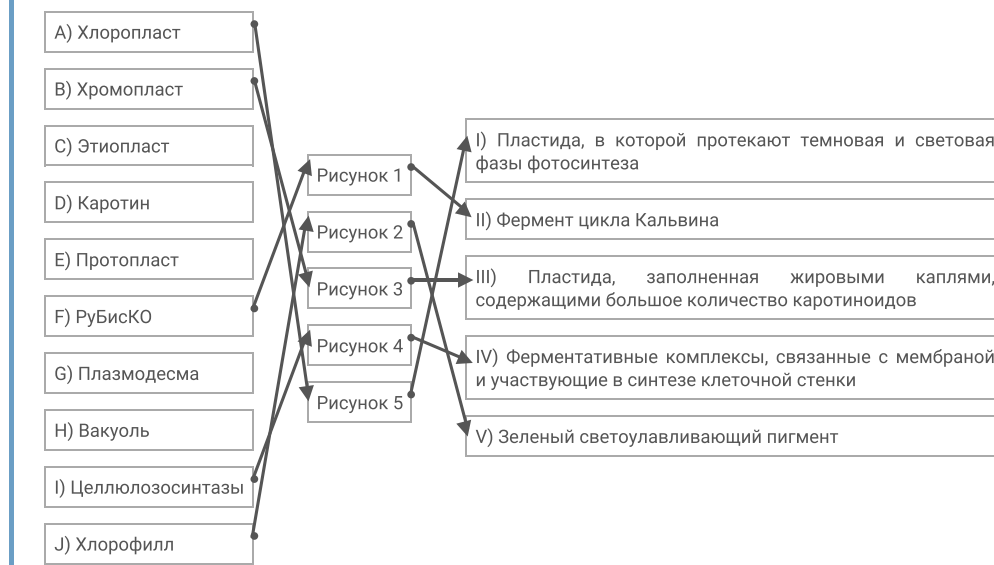 A) Хлоропласт
B) Хромопласт
C) Этиопласт
D) Каротин
E) Протопласт
F) РуБисКО
G) Плазмодесма
H) Вакуоль
I) Целлюлозосинтазы
J) Хлорофилл
Рисунок 1
Рисунок 2
Рисунок 3
Рисунок 4
Рисунок 5
I) Пластида, в которой протекают темновая и световая
фазы фотосинтеза
II) Фермент цикла Кальвина
III) Пластида, заполненная жировыми каплями,
содержащими большое количество каротиноидов
IV) Ферментативные комплексы, связанные с мембраной
и участвующие в синтезе клеточной стенки
V) Зеленый светоулавливающий пигмент